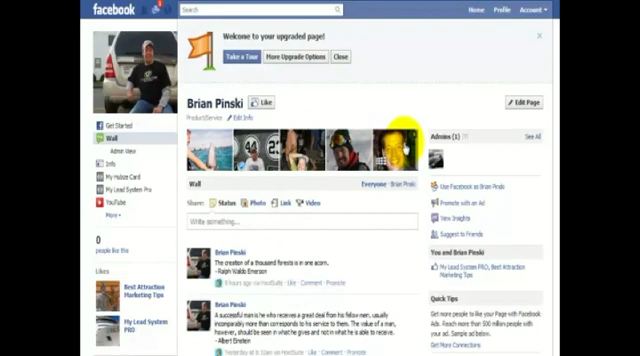 facebook
Search
Home Profile Account
Welcome to your upgraded page!
Take a Tour More Upgrade Options Close
Brian Pinski Like
Edit Page
Product/Service · Edit Info
Admins (1) See All
Get Started
Wall
Admin View
Info
My Hubze Card
My Lead System Pro
YouTube
More
Wall Everyone · Brian Pinski
Share: Status Photo Link Video
Write something...
Use Facebook as Brian Pinski
Promote with an Ad
View Insights
Suggest to Friends
0
people like this
Likes
Best Attraction Marketing Tips
My Lead System PRO
Brian Pinski
The creation of a thousand forests is in one acorn.
~Ralph Waldo Emerson
5 hours ago via HootSuite · Like · Comment · Promote
Brian Pinski
A successful man is he who receives a great deal from his fellow men, usually
incomparably more than corresponds to his service to them. The value of a man,
however, should be seen in what he gives and not in what he is able to receive.
~Albert Einstein
You and Brian Pinski
My Lead System PRO, Best Attraction
Marketing Tips
Quick Tips
Get more people to like your Page with Facebook
Ads. Reach more than 500 million people with
See Sample Ad
More Connections